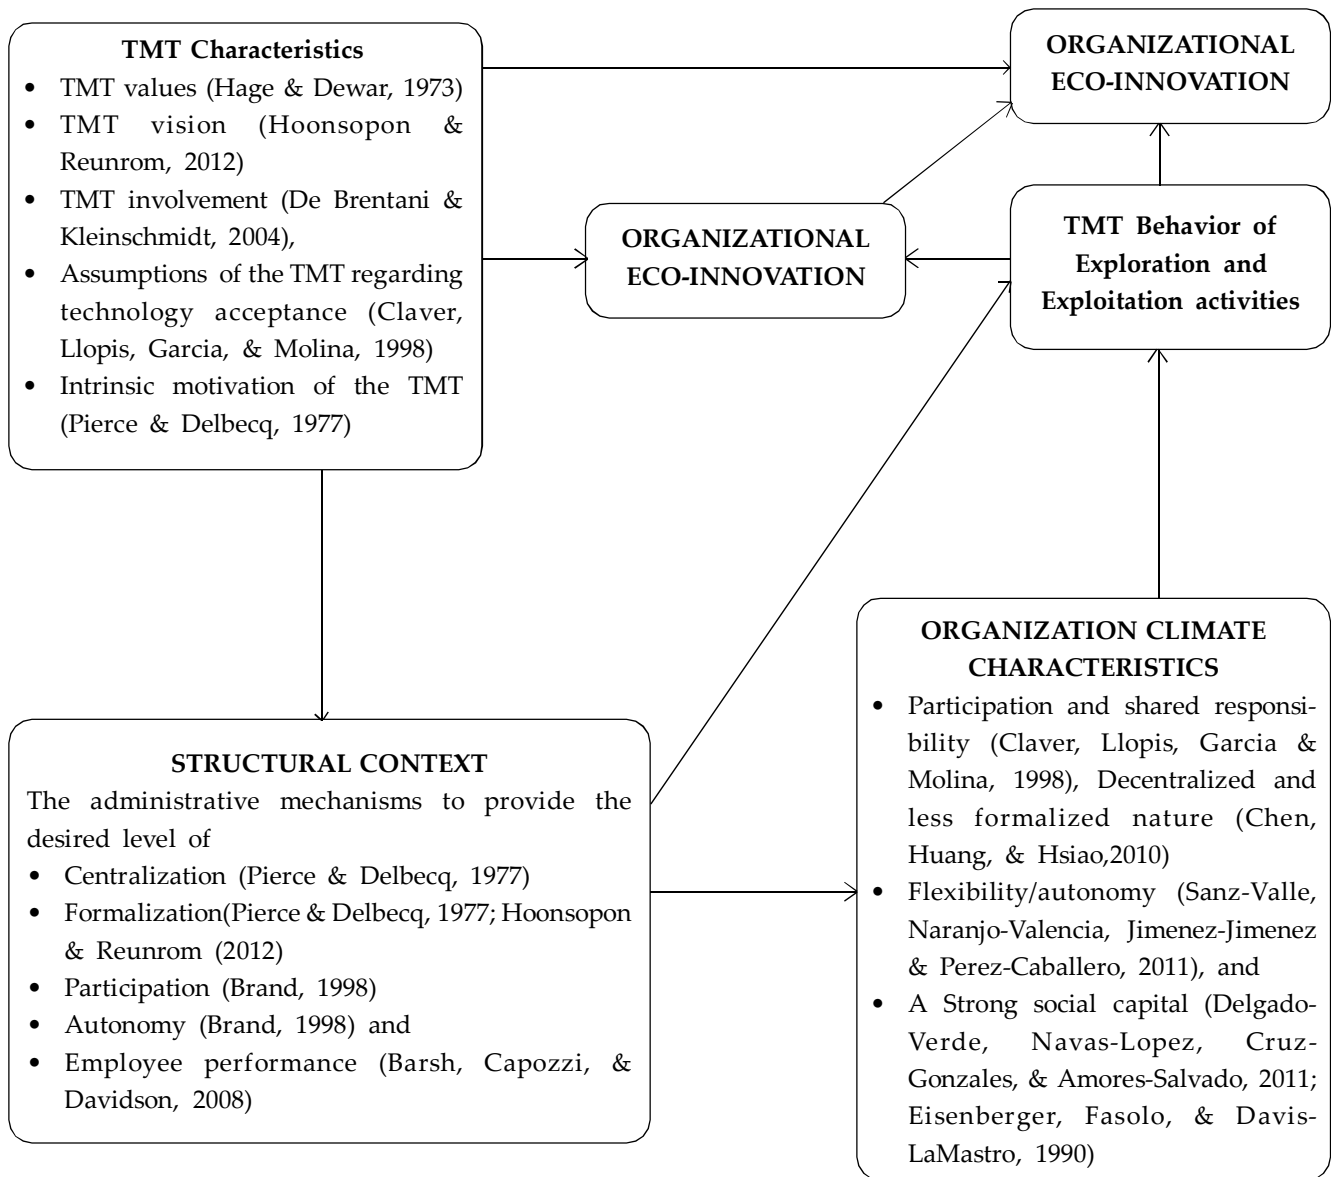 TMT Characteristics
• TMT values (Hage & Dewar, 1973)
• TMT vision (Hoonsopon &
Reunrom, 2012)
• TMT involvement (De Brentani &
Kleinschmidt, 2004),
• Assumptions of the TMT regarding
technology acceptance (Claver,
Llopis, Garcia, & Molina, 1998)
• Intrinsic motivation of the TMT
(Pierce & Delbecq, 1977)
ORGANIZATIONAL
ECO-INNOVATION
ORGANIZATIONAL
ECO-INNOVATION
TMT Behavior of
Exploration and
Exploitation activities
STRUCTURAL CONTEXT
The administrative mechanisms to provide the
desired level of
• Centralization (Pierce & Delbecq, 1977)
• Formalization(Pierce & Delbecq, 1977; Hoonsopon
& Reunrom (2012)
• Participation (Brand, 1998)
• Autonomy (Brand, 1998) and
• Employee performance (Barsh, Capozzi, &
Davidson, 2008)
ORGANIZATION CLIMATE
CHARACTERISTICS
• Participation and shared responsi-
bility (Claver, Llopis, Garcia &
Molina, 1998), Decentralized and
less formalized nature (Chen,
Huang, & Hsiao,2010)
• Flexibility/autonomy (Sanz-Valle,
Naranjo-Valencia, Jimenez-Jimenez
& Perez-Caballero, 2011), and
• A Strong social capital (Delgado-
Verde, Navas-Lopez, Cruz-
Gonzales, & Amores-Salvado, 2011;
Eisenberger, Fasolo, & Davis-
LaMastro, 1990)